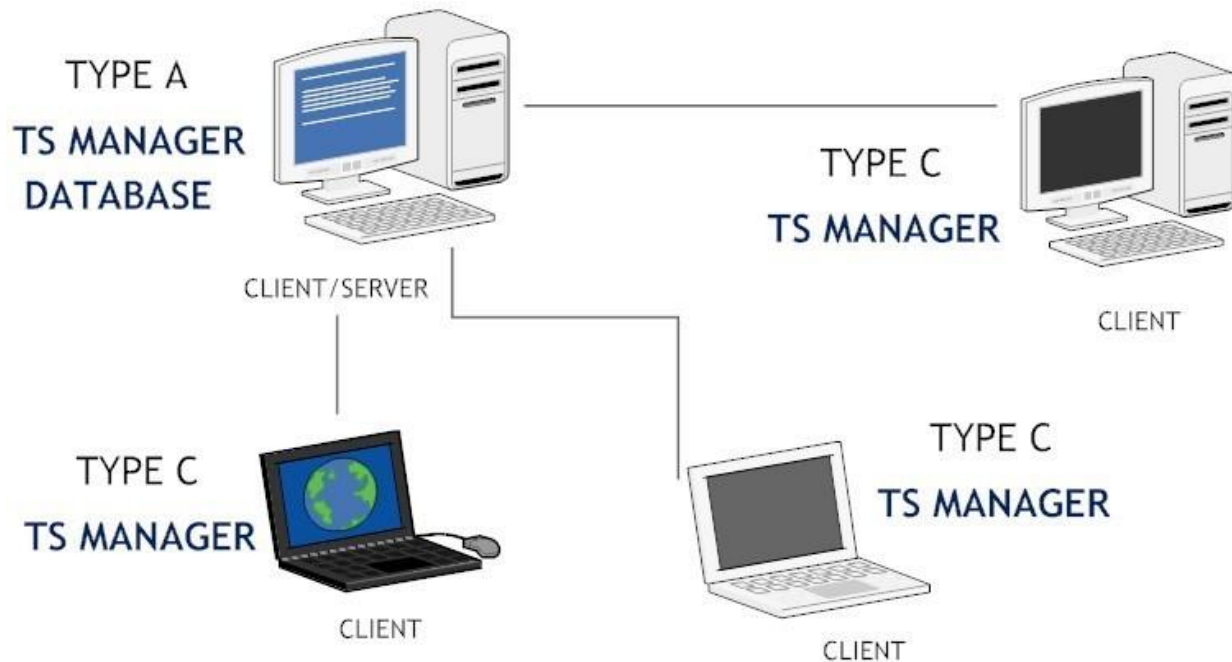 TYPE A
TS MANAGER
DATABASE
CLIENT/SERVER
TYPE C
TS MANAGER
CLIENT
TYPE C
TS MANAGER
CLIENT
TYPE C
TS MANAGER
CLIENT